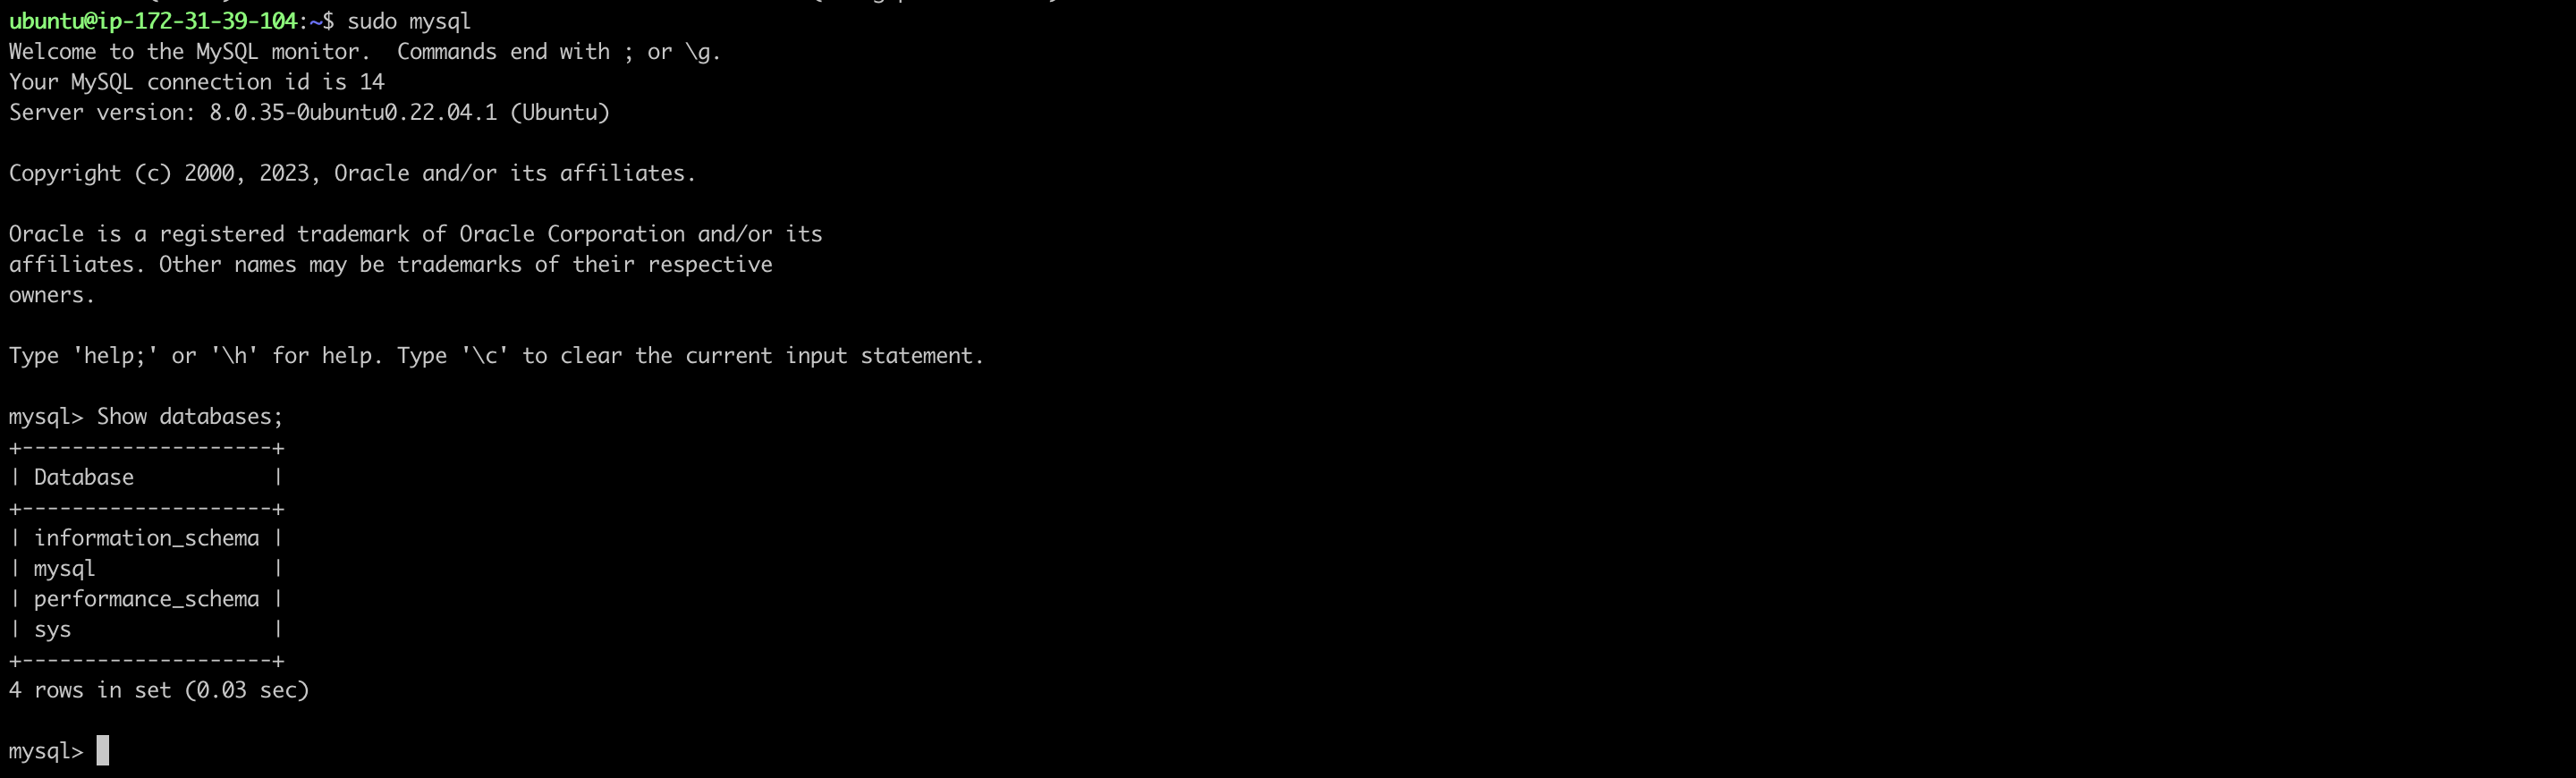 ubuntu@ip-172-31-39-104:~$ sudo mysql
Welcome to the MySQL monitor.  Commands end with ; or \g.
Your MySQL connection id is 14
Server version: 8.0.35-0ubuntu0.22.04.1 (Ubuntu)

Copyright (c) 2000, 2023, Oracle and/or its affiliates.

Oracle is a registered trademark of Oracle Corporation and/or its
affiliates. Other names may be trademarks of their respective
owners.

Type 'help;' or '\h' for help. Type '\c' to clear the current input statement.

mysql> Show databases;
+--------------------+
| Database           |
+--------------------+
| information_schema |
| mysql              |
| performance_schema |
| sys                |
+--------------------+
4 rows in set (0.03 sec)

mysql>